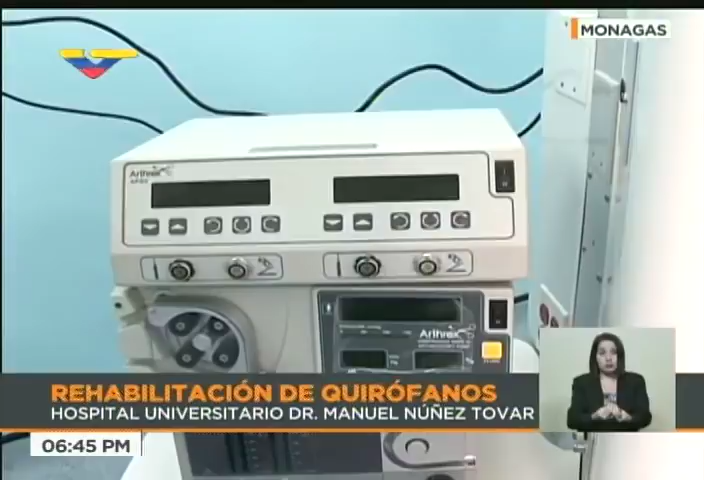 MONAGAS
Arthrex
Arthrex
REHABILITACIÓN DE QUIRÓFANOS
HOSPITAL UNIVERSITARIO DR. MANUEL NÚÑEZ TOVAR
06:45 PM